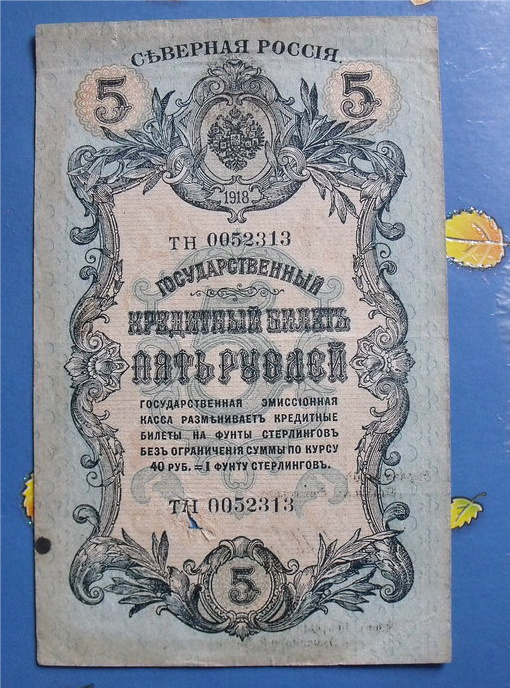 СѢВЕРНАЯ РОССІЯ.
5 5
1918
ТН 0052313
ГОСУДАРСТВЕННЫЙ
КРЕДИТНЫЙ БИЛЕТЪ
ПЯТЬ РУБЛЕЙ
ГОСУДАРСТВЕННАЯ ЭМИССІОННАЯ
КАССА РАЗМѢНИВАЕТЪ КРЕДИТНЫЕ
БИЛЕТЫ НА ФУНТЫ СТЕРЛИНГОВЪ
БЕЗЪ ОГРАНИЧЕНІЯ СУММЫ ПО КУРСУ
40 РУБ. = 1 ФУНТУ СТЕРЛИНГОВЪ.
ТН 0052313
5